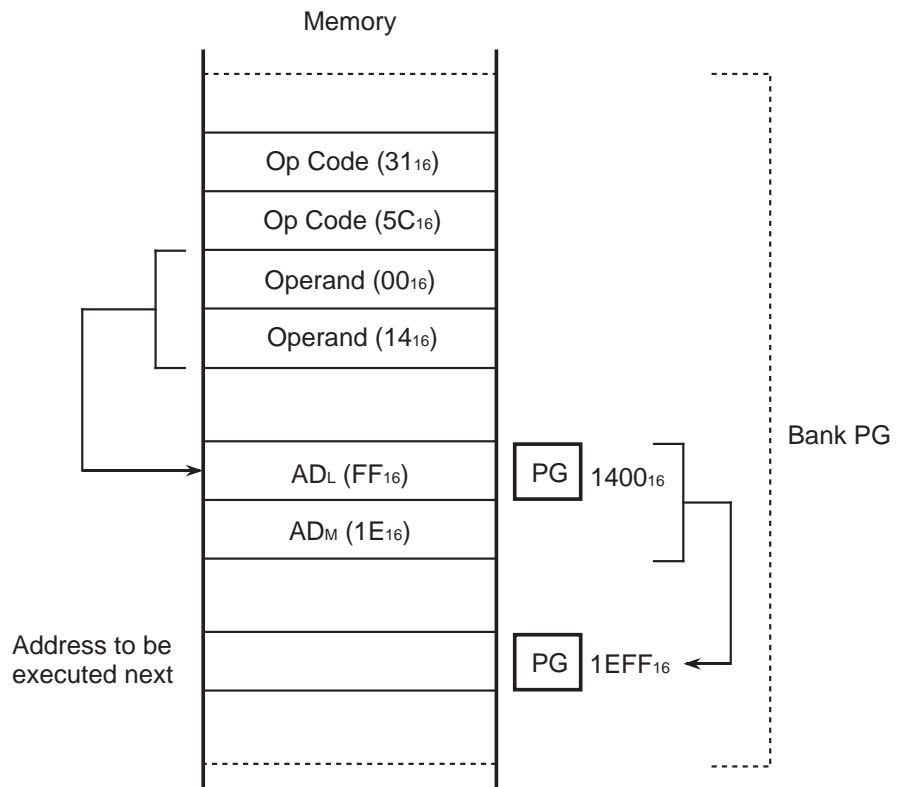 Memory
Op Code (31₁₆)
Op Code (5C₁₆)
Operand (00₁₆)
Operand (14₁₆)
Bank PG
ADL (FF₁₆)
PG 1400₁₆
ADM (1E₁₆)
Address to be
executed next
PG 1EFF₁₆